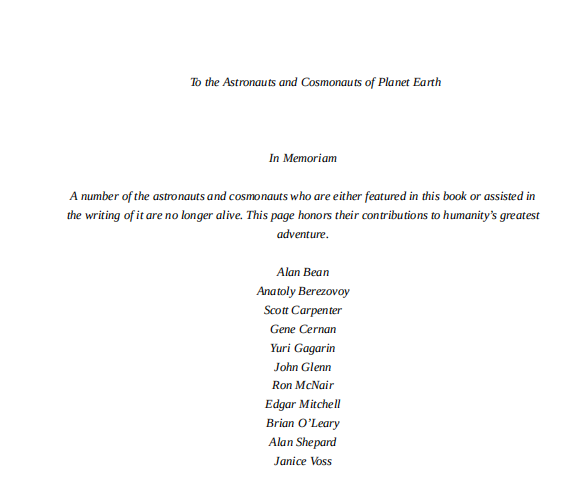 To the Astronauts and Cosmonauts of Planet Earth
In Memoriam
A number of the astronauts and cosmonauts who are either featured in this book or assisted in
the writing of it are no longer alive. This page honors their contributions to humanity’s greatest
adventure.
Alan Bean
Anatoly Berezovoy
Scott Carpenter
Gene Cernan
Yuri Gagarin
John Glenn
Ron McNair
Edgar Mitchell
Brian O’Leary
Alan Shepard
Janice Voss